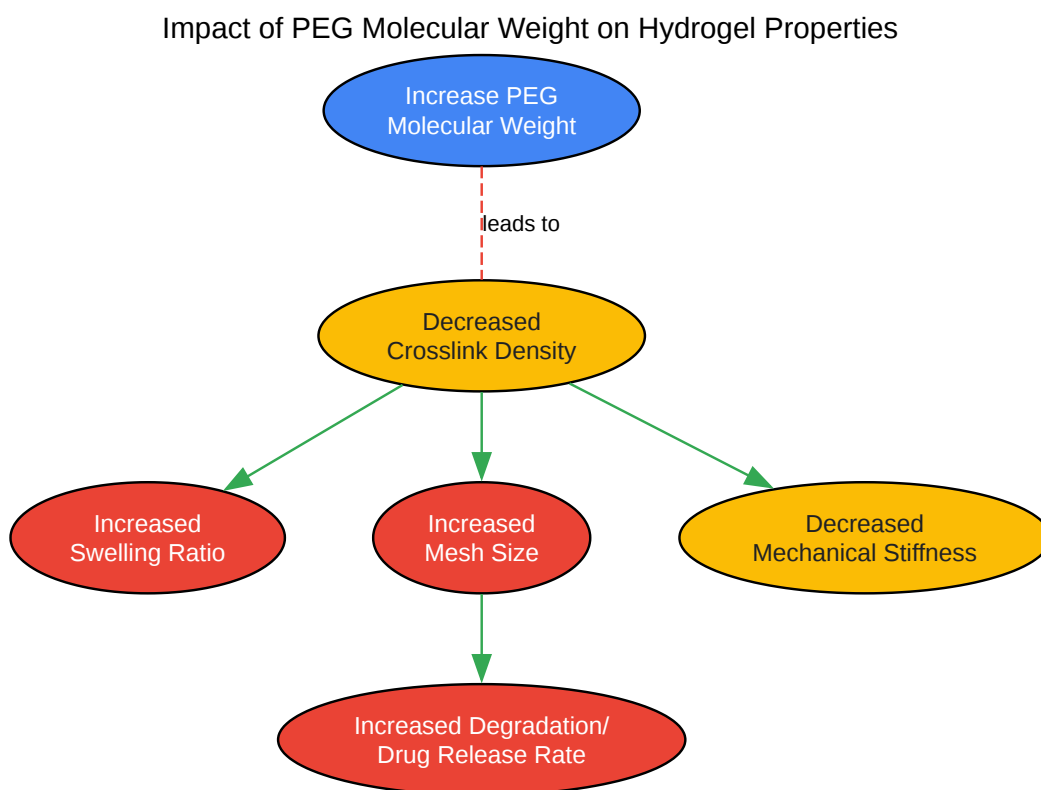 Impact of PEG Molecular Weight on Hydrogel Properties
Increase PEG
Molecular Weight
leads to
Decreased
Crosslink Density
Increased
Swelling Ratio
Increased
Mesh Size
Decreased
Mechanical Stiffness
Increased Degradation/
Drug Release Rate